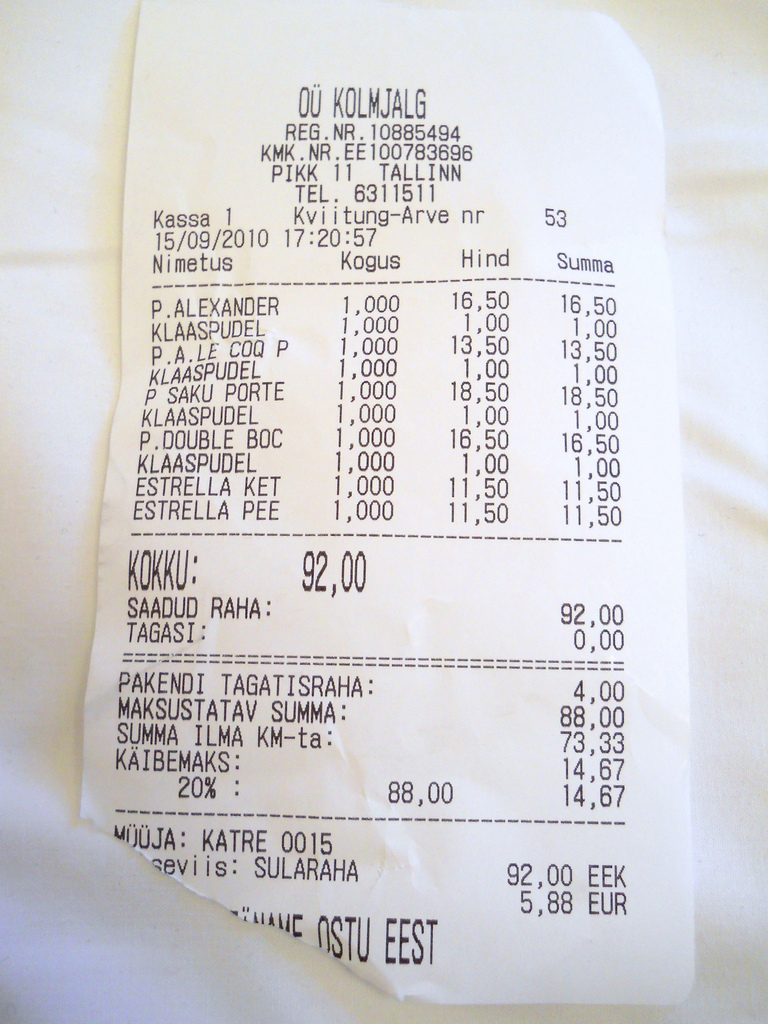 OÜ KOLMJALG
REG.NR.10885494
KMK.NR.EE100783696
PIKK 11 TALLINN
TEL. 6311511
Kassa 1 Kviitung-Arve nr 53
15/09/2010 17:20:57
Nimetus Kogus Hind Summa
P.ALEXANDER 1,000 16,50 16,50
KLAASPUDEL 1,000 1,00 1,00
P.A.LE COQ P 1,000 13,50 13,50
KLAASPUDEL 1,000 1,00 1,00
P SAKU PORTE 1,000 18,50 18,50
KLAASPUDEL 1,000 1,00 1,00
P.DOUBLE BOC 1,000 16,50 16,50
KLAASPUDEL 1,000 1,00 1,00
ESTRELLA KET 1,000 11,50 11,50
ESTRELLA PEE 1,000 11,50 11,50
KOKKU: 92,00
SAADUD RAHA: 92,00
TAGASI: 0,00
PAKENDI TAGATISRAHA: 4,00
MAKSUSTATAV SUMMA: 88,00
SUMMA ILMA KM-ta: 73,33
KÄIBEMAKS: 14,67
20% : 88,00 14,67
MÜÜJA: KATRE 0015
seviis: SULARAHA 92,00 EEK
5,88 EUR
OSTU EEST